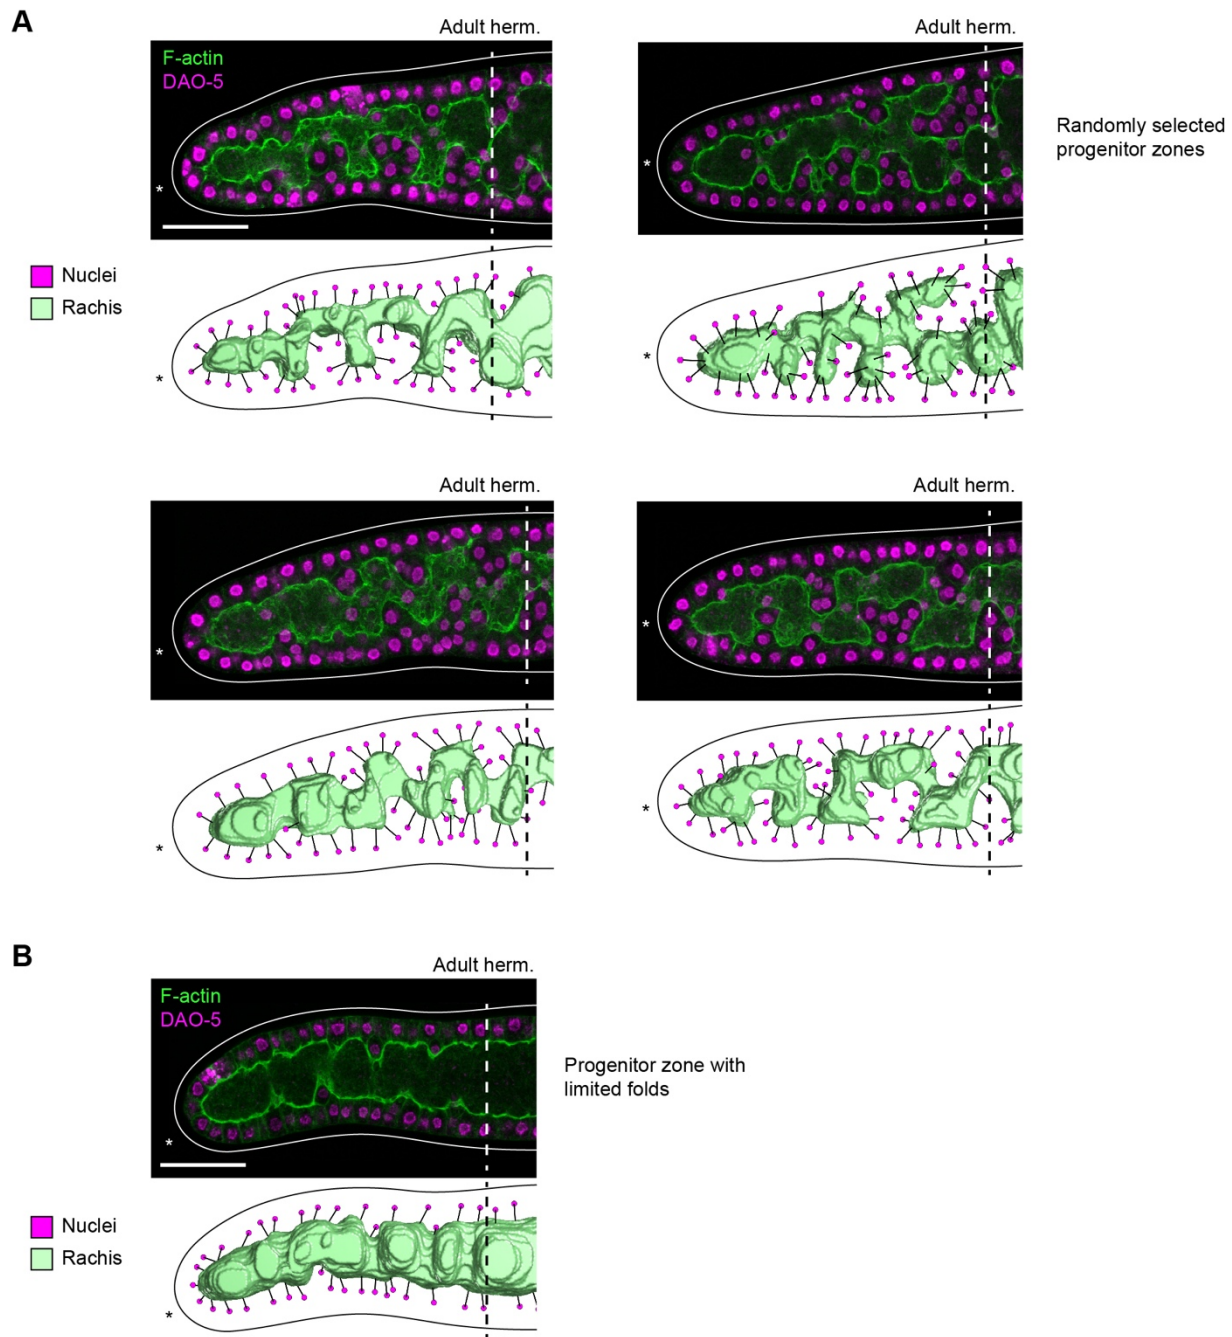 A
Adult herm.
Adult herm.
F-actin
DAO-5
Randomly selected
progenitor zones
*
*
Nuclei
Rachis
*
*
Adult herm.
Adult herm.
*
*
*
*
B
Adult herm.
F-actin
DAO-5
Progenitor zone with
limited folds
*
Nuclei
Rachis
*